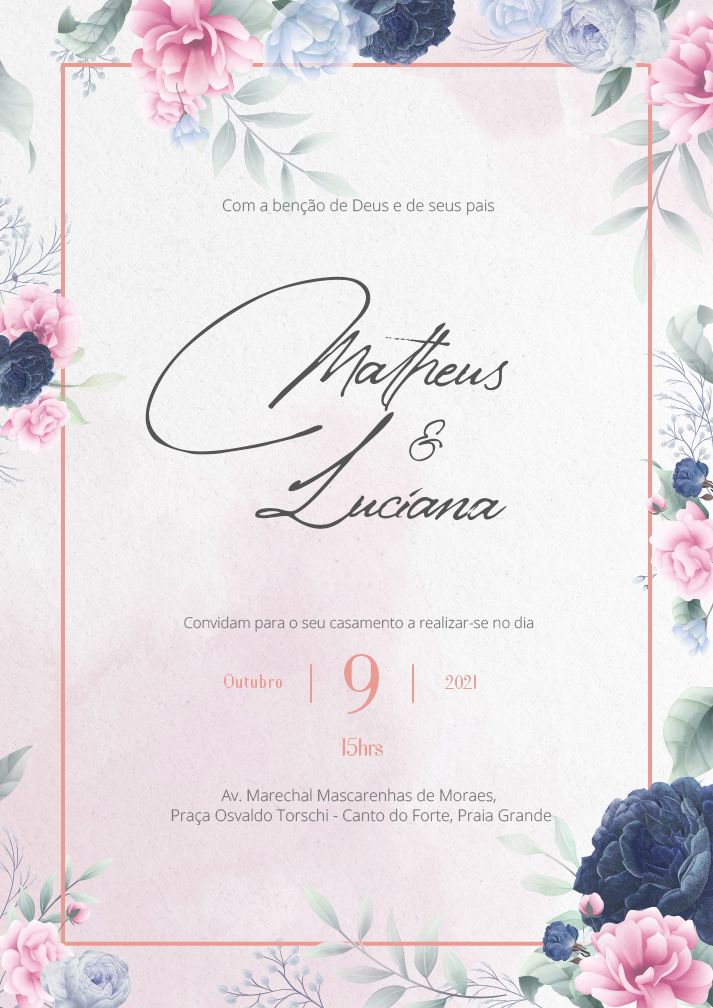 Com a benção de Deus e de seus pais
Matheus
&
Luciana
Convidam para o seu casamento a realizar-se no dia
Outubro | 9 | 2021
15hrs
Av. Marechal Mascarenhas de Moraes,
Praça Osvaldo Torschi - Canto do Forte, Praia Grande